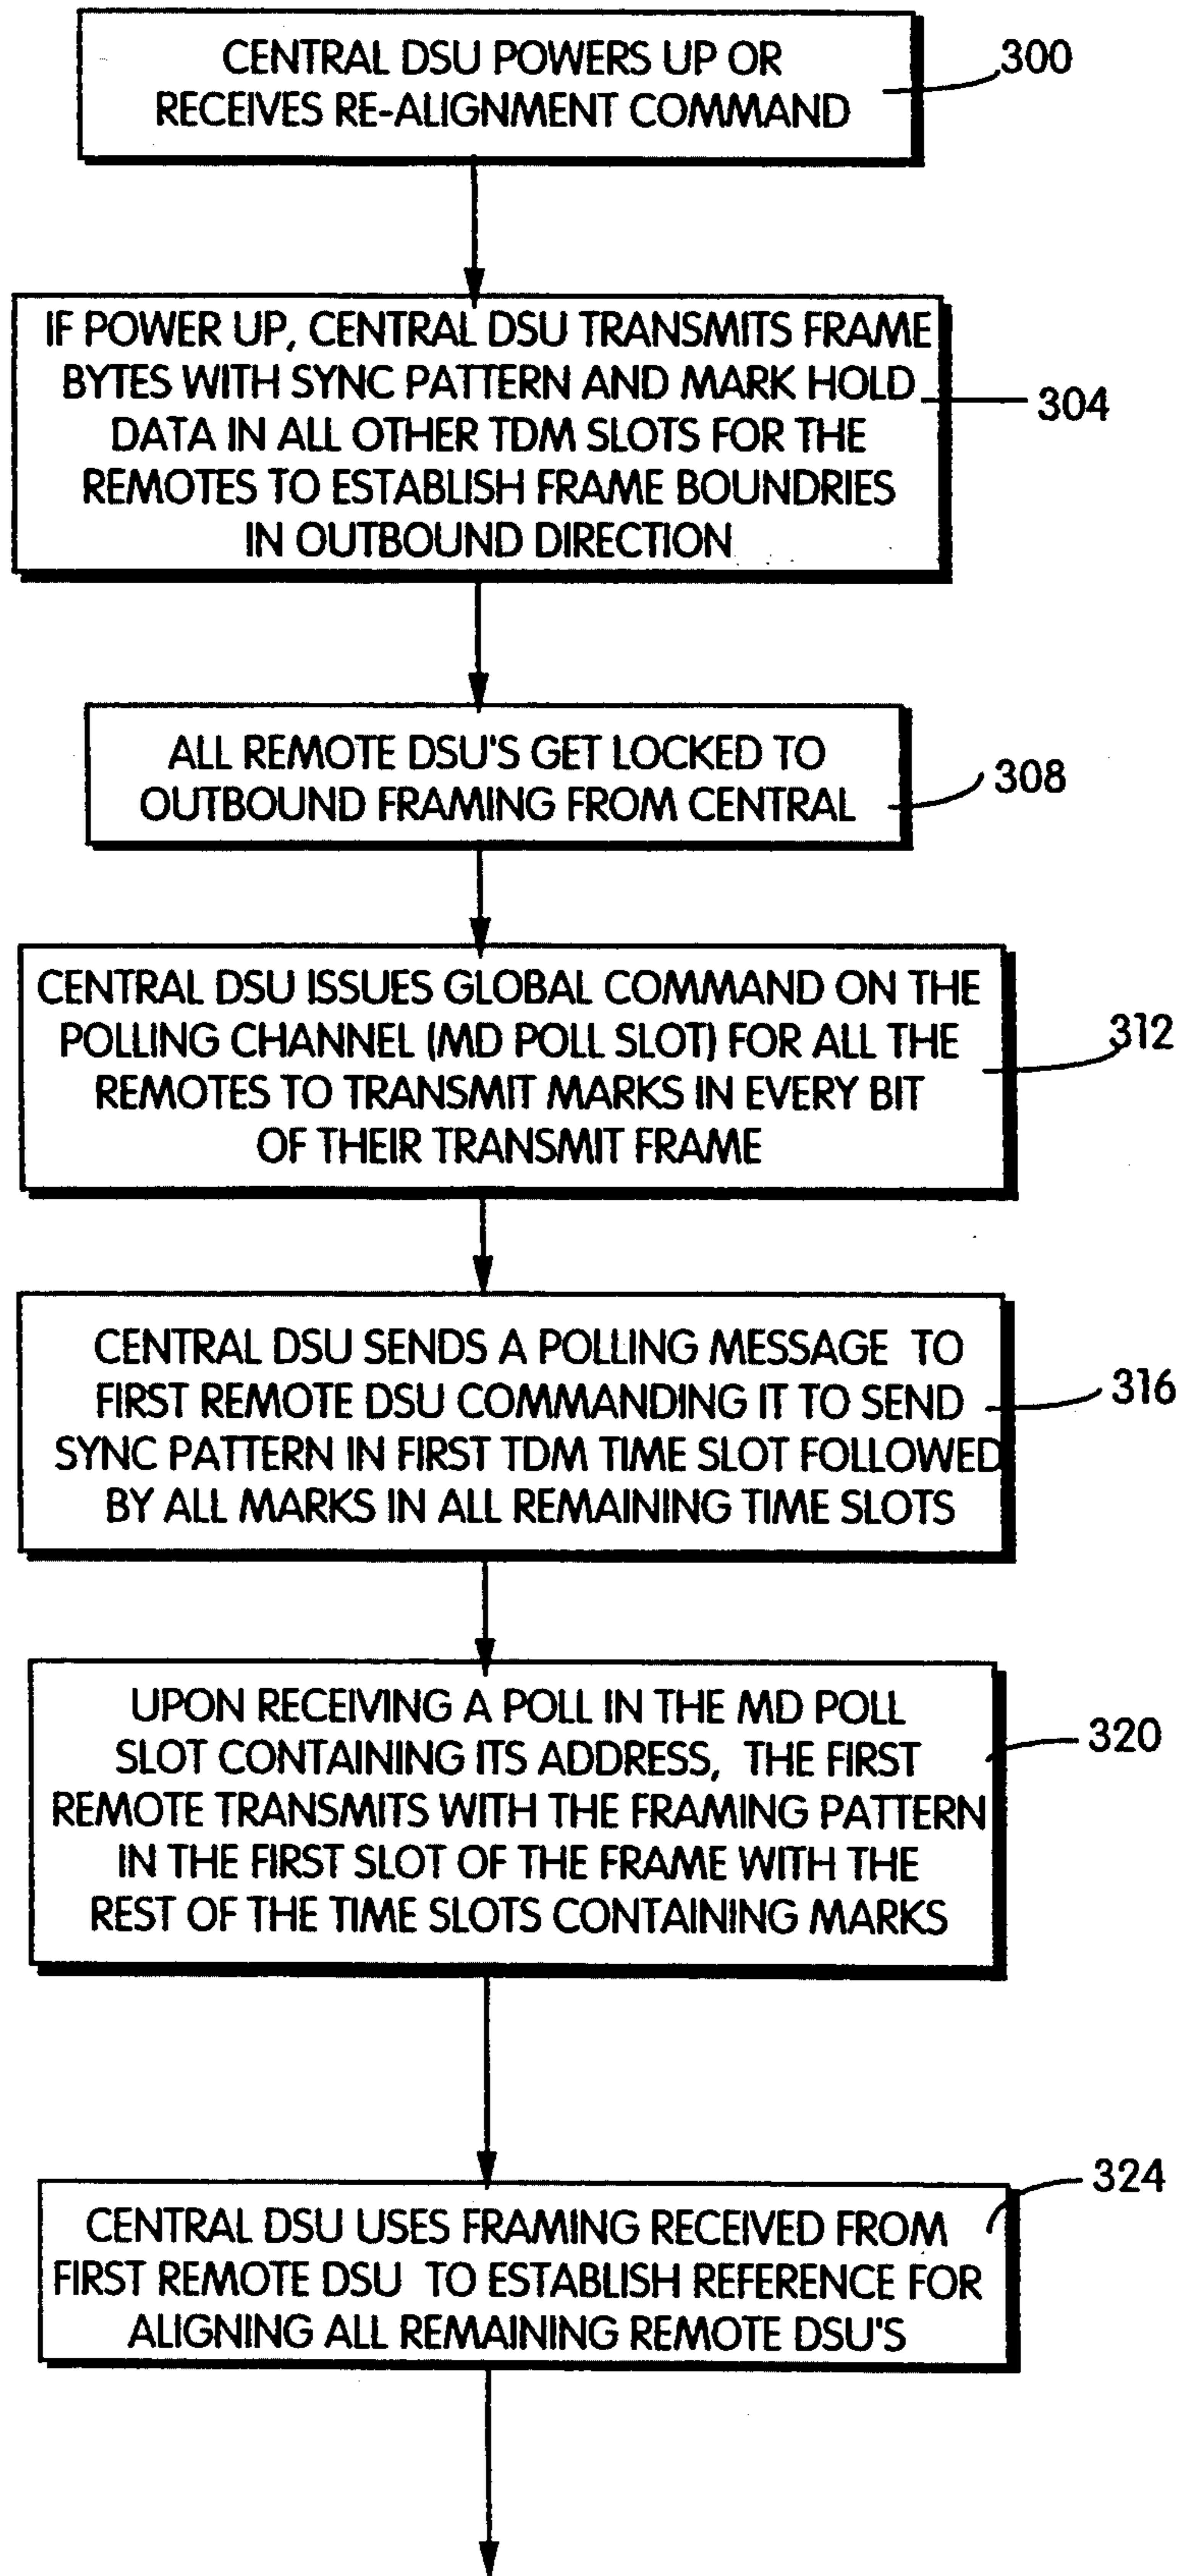 CENTRAL DSU POWERS UP OR
RECEIVES RE-ALIGNMENT COMMAND
300
IF POWER UP, CENTRAL DSU TRANSMITS FRAME
BYTES WITH SYNC PATTERN AND MARK HOLD
DATA IN ALL OTHER TDM SLOTS FOR THE
REMOTES TO ESTABLISH FRAME BOUNDRIES
IN OUTBOUND DIRECTION
304
ALL REMOTE DSU'S GET LOCKED TO
OUTBOUND FRAMING FROM CENTRAL
308
CENTRAL DSU ISSUES GLOBAL COMMAND ON THE
POLLING CHANNEL (MD POLL SLOT) FOR ALL THE
REMOTES TO TRANSMIT MARKS IN EVERY BIT
OF THEIR TRANSMIT FRAME
312
CENTRAL DSU SENDS A POLLING MESSAGE TO
FIRST REMOTE DSU COMMANDING IT TO SEND
SYNC PATTERN IN FIRST TDM TIME SLOT FOLLOWED
BY ALL MARKS IN ALL REMAINING TIME SLOTS
316
UPON RECEIVING A POLL IN THE MD POLL
SLOT CONTAINING ITS ADDRESS, THE FIRST
REMOTE TRANSMITS WITH THE FRAMING PATTERN
IN THE FIRST SLOT OF THE FRAME WITH THE
REST OF THE TIME SLOTS CONTAINING MARKS
320
CENTRAL DSU USES FRAMING RECEIVED FROM
FIRST REMOTE DSU TO ESTABLISH REFERENCE FOR
ALIGNING ALL REMAINING REMOTE DSU'S
324